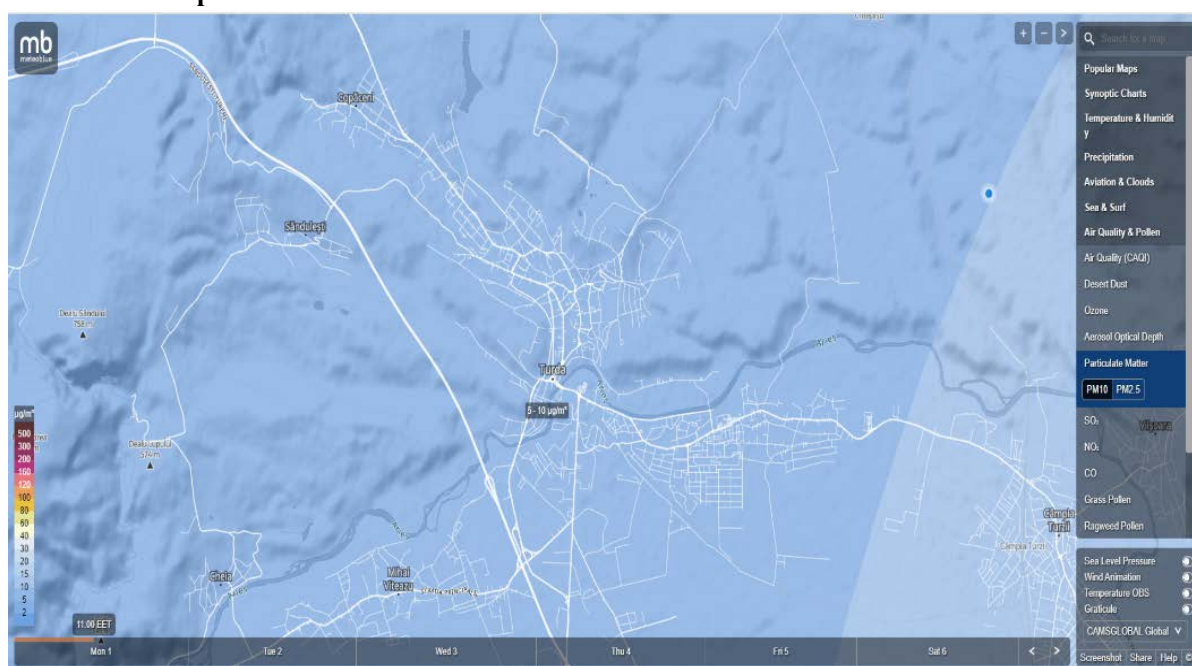 mb
meteoblue
Copăceni
Săndulești
Dealu Sănduiui
758 m
Turda
5 - 10 µg/m³
Arieș
Arieș
Arieș
Dealu Lupului
574 m
Cheia
Arieș
Mihai
Viteazu
Câmpia
Turzii
Câmpia Turzii
Viișoara
µg/m³
500
300
200
160
120
100
80
60
40
30
20
15
10
5
2
11:00 EET
Mon 1
Tue 2
Wed 3
Thu 4
Fri 5
Sat 6
+ − >
Search for a map
Popular Maps
Synoptic Charts
Temperature & Humidit
y
Precipitation
Aviation & Clouds
Sea & Surf
Air Quality & Pollen
Air Quality (CAQI)
Desert Dust
Ozone
Aerosol Optical Depth
Particulate Matter
PM10 PM2.5
SO₂
NO₂
CO
Grass Pollen
Ragweed Pollen
Sea Level Pressure
Wind Animation
Temperature OBS
Graticule
CAMSGLOBAL Global
Screenshot Share Help ©